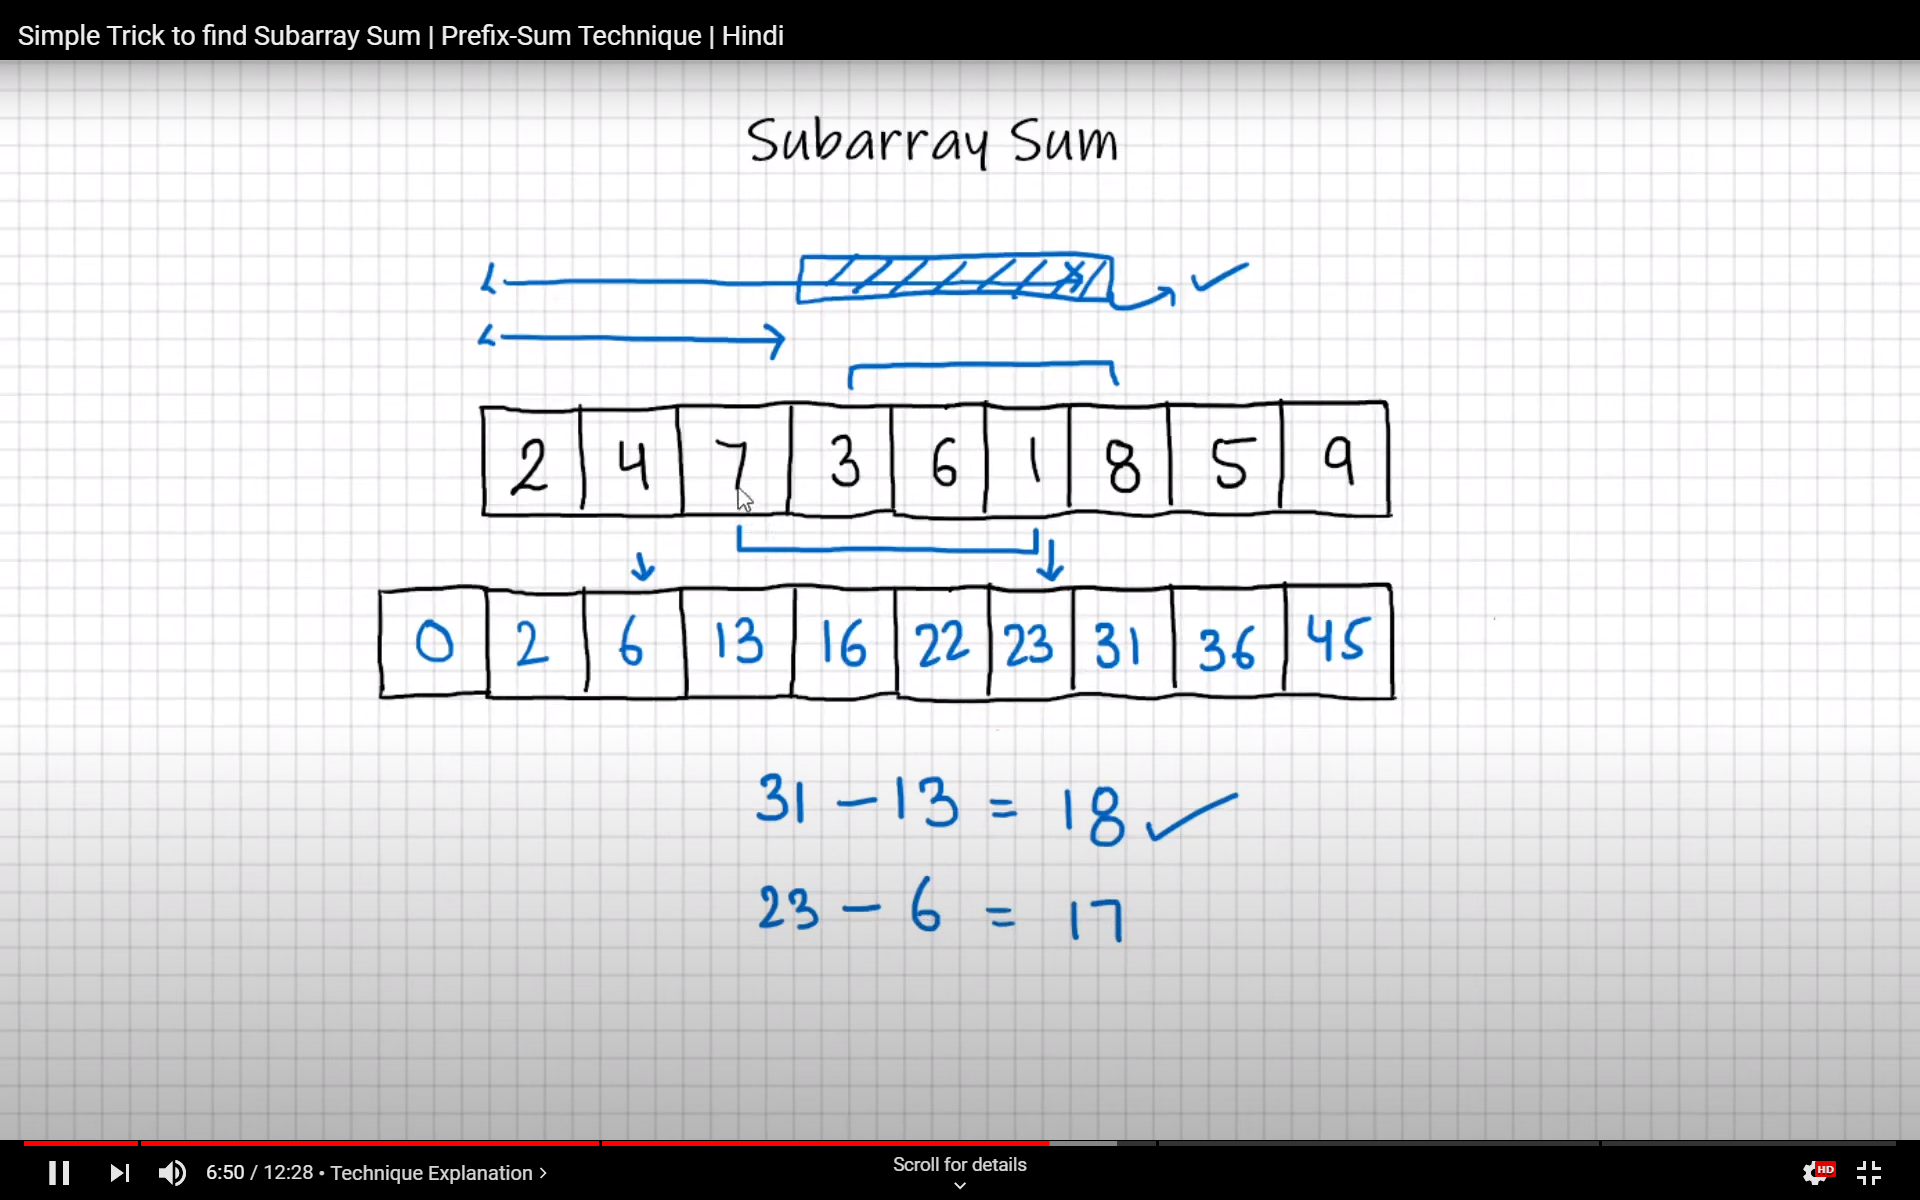 Simple Trick to find Subarray Sum | Prefix-Sum Technique | Hindi
Subarray Sum
2 4 7 3 6 1 8 5 9
0 2 6 13 16 22 23 31 36 45
31 - 13 = 18
23 - 6 = 17
6:50 / 12:28 • Technique Explanation >
Scroll for details
HD